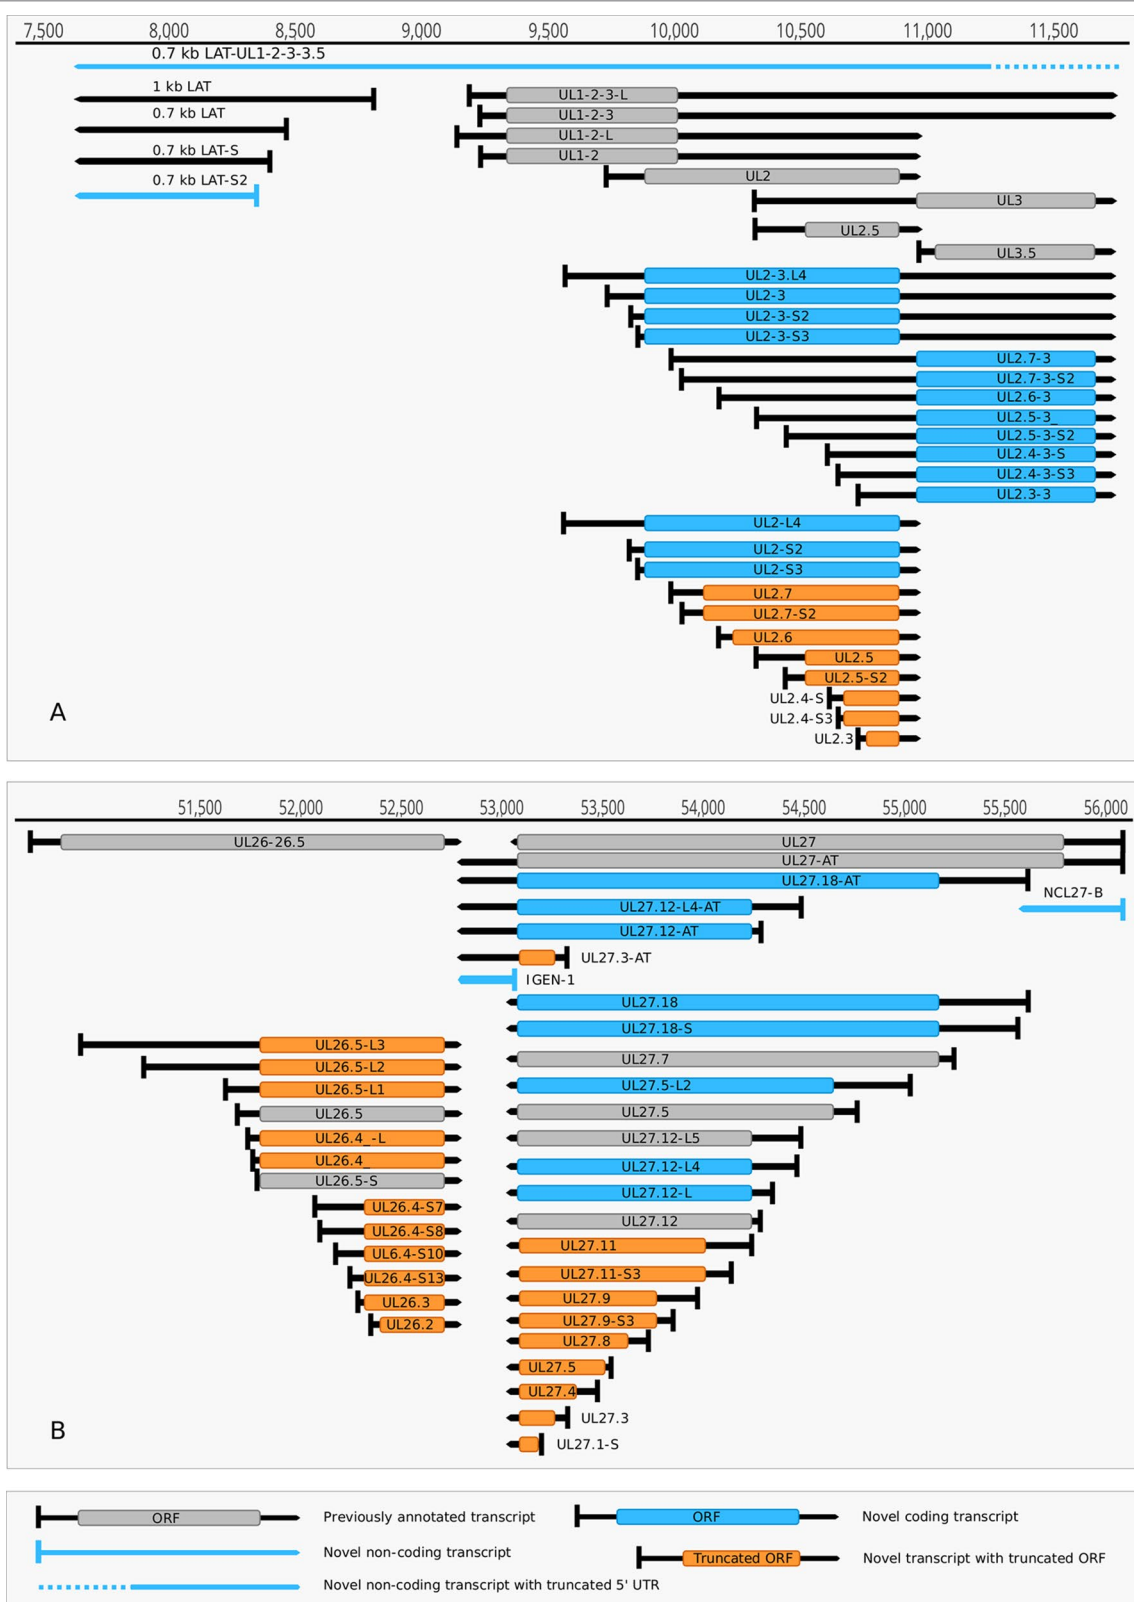 7,500 8,000 8,500 9,000 9,500 10,000 10,500 11,000 11,500
0.7 kb LAT-UL1-2-3-3.5
1 kb LAT
UL1-2-3-L
0.7 kb LAT
UL1-2-3
UL1-2-L
0.7 kb LAT-S
UL1-2
0.7 kb LAT-S2
UL2
UL3
UL2.5
UL3.5
UL2-3.L4
UL2-3
UL2-3-S2
UL2-3-S3
UL2.7-3
UL2.7-3-S2
UL2.6-3
UL2.5-3_
UL2.5-3-S2
UL2.4-3-S
UL2.4-3-S3
UL2.3-3
UL2-L4
UL2-S2
UL2-S3
UL2.7
UL2.7-S2
UL2.6
UL2.5
UL2.5-S2
UL2.4-S
A
UL2.4-S3
UL2.3
51,500 52,000 52,500 53,000 53,500 54,000 54,500 55,000 55,500 56,000
UL26-26.5 UL27
UL27-AT
UL27.18-AT
NCL27-B
UL27.12-L4-AT
UL27.12-AT
UL27.3-AT
IGEN-1
UL27.18
UL27.18-S
UL26.5-L3
UL27.7
UL26.5-L2
UL27.5-L2
UL26.5-L1
UL27.5
UL26.5
UL26.4_-L UL27.12-L5
UL26.4_
UL27.12-L4
UL26.5-S
UL27.12-L
UL26.4-S7
UL27.12
UL26.4-S8
UL27.11
UL6.4-S10
UL27.11-S3
UL26.4-S13
UL27.9
UL26.3
UL27.9-S3
UL26.2
UL27.8
UL27.5
UL27.4
UL27.3
B
UL27.1-S
ORF Previously annotated transcript
ORF Novel coding transcript
Novel non-coding transcript
Truncated ORF Novel transcript with truncated ORF
Novel non-coding transcript with truncated 5' UTR